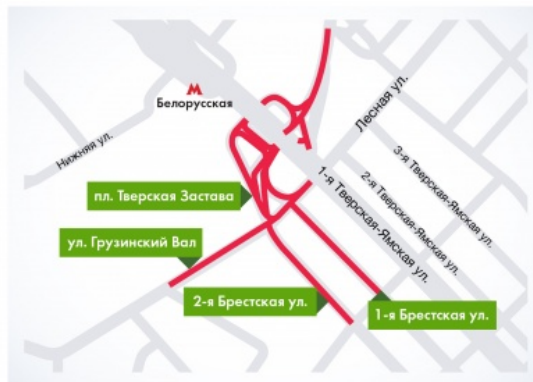 М
Белорусская
Нижняя ул.
Лесная ул.
3-я Тверская-Ямская ул.
2-я Тверская-Ямская ул.
1-я Тверская-Ямская ул.
пл. Тверская Застава
ул. Грузинский Вал
2-я Брестская ул.
1-я Брестская ул.